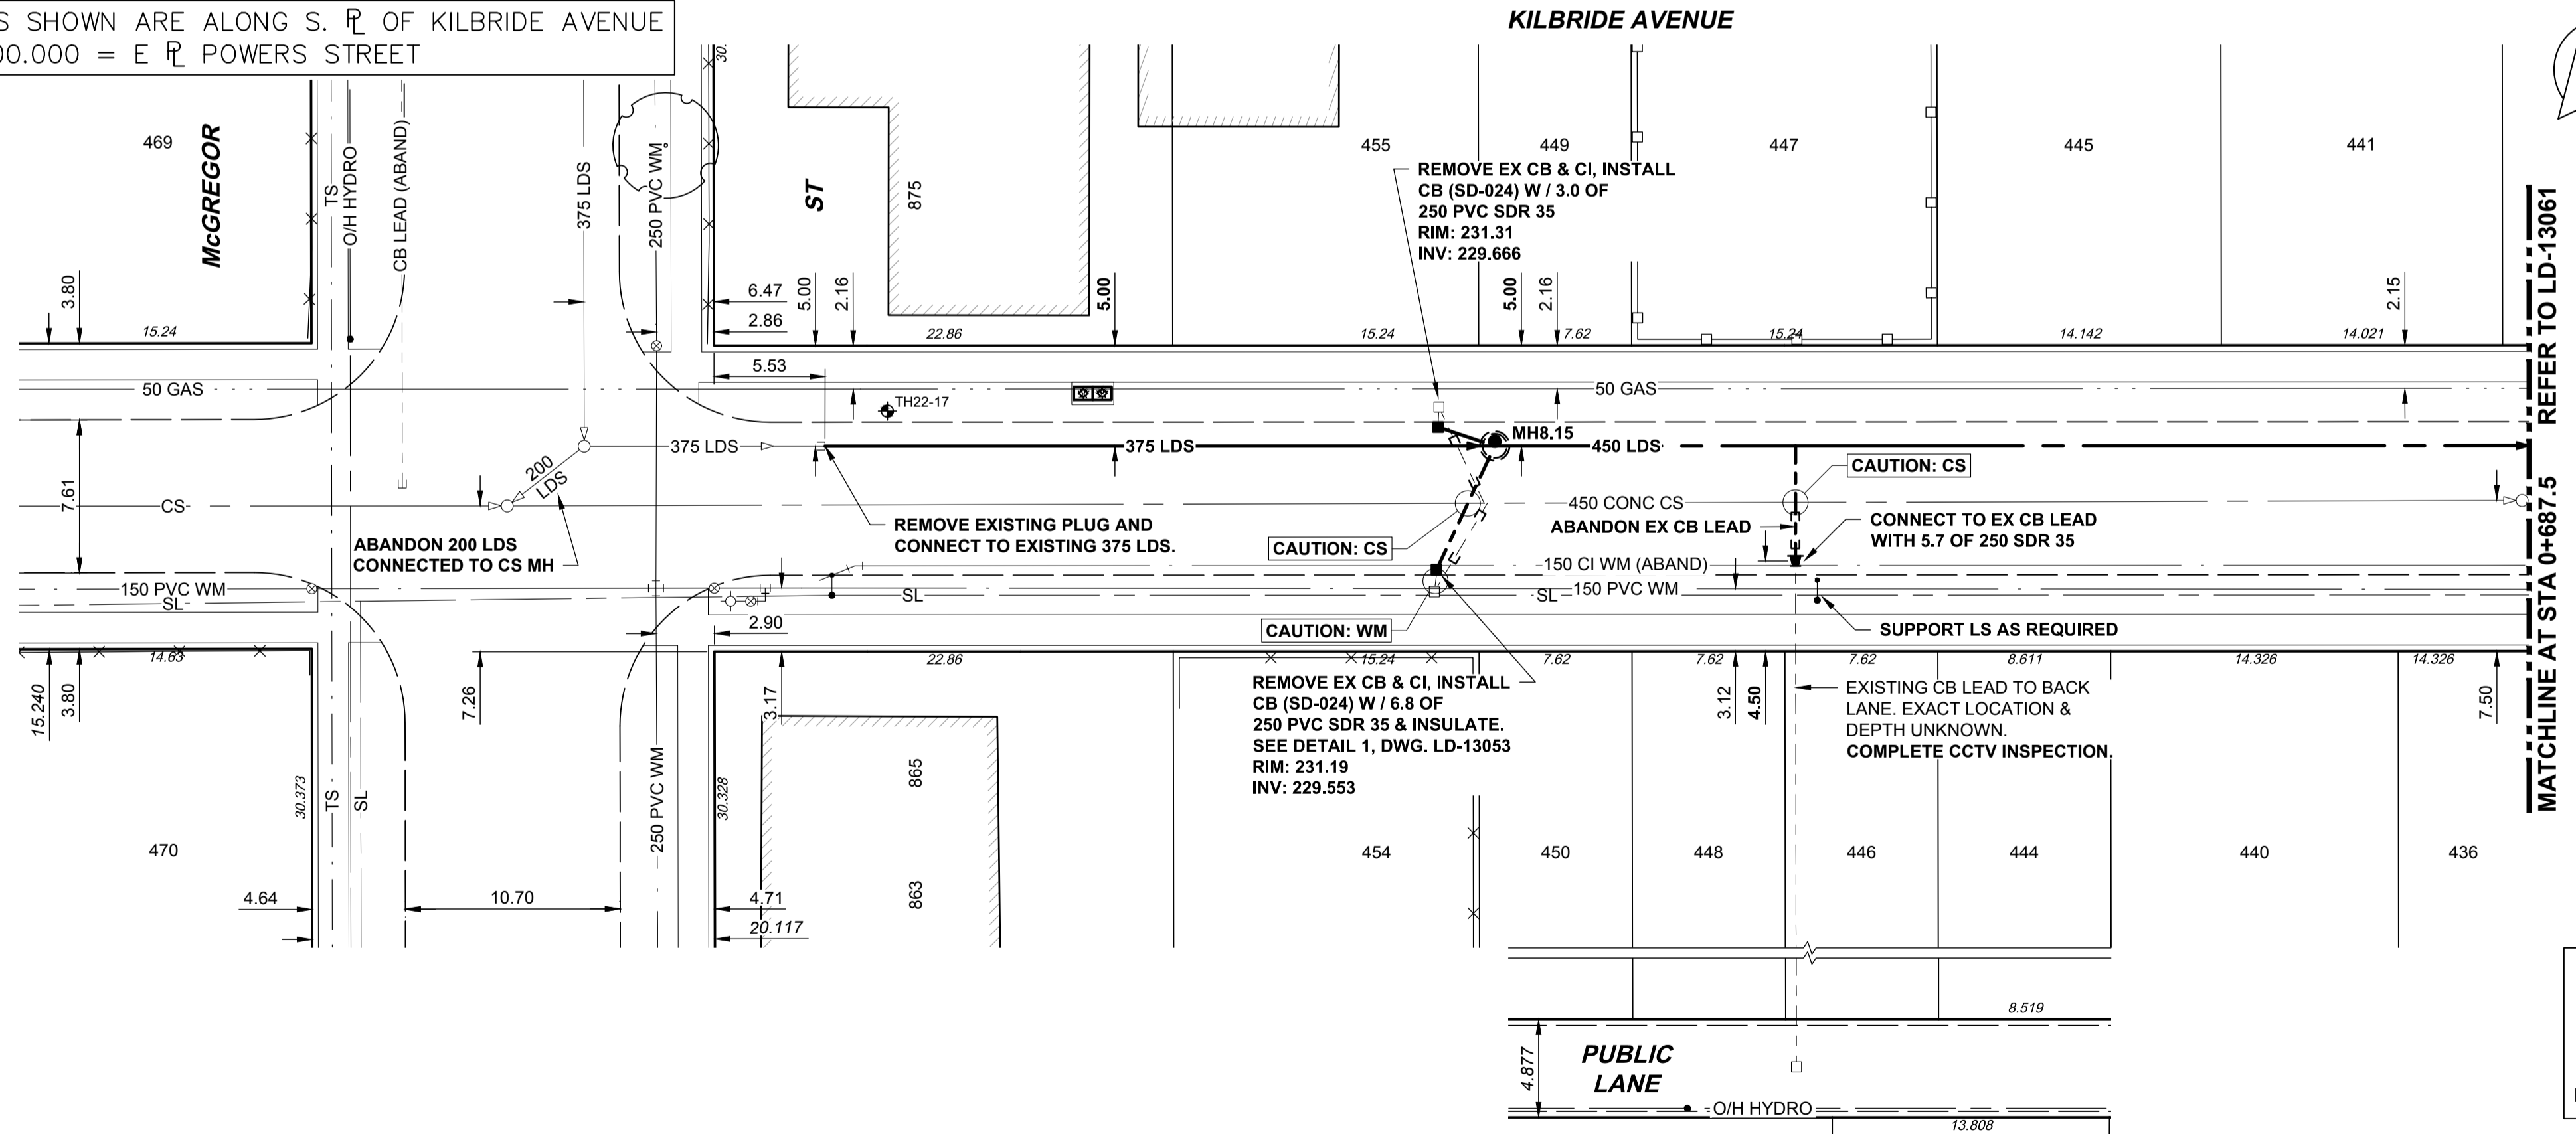 S SHOWN ARE ALONG S. PL OF KILBRIDE AVENUE
00.000 = E PL POWERS STREET
KILBRIDE AVENUE
469
McGREGOR
TS
O/H HYDRO
CB LEAD (ABAND)
375 LDS
250 PVC WM
30.
ST
875
455
449
447
445
441
REMOVE EX CB & CI, INSTALL
CB (SD-024) W / 3.0 OF
250 PVC SDR 35
RIM: 231.31
INV: 229.666
3.80
15.24
6.47
2.86
5.00
2.16
22.86
5.00
15.24
5.00
2.16
7.62
15.24
14.142
2.15
14.021
5.53
50 GAS
50 GAS
TH22-17
MH8.15
375 LDS
375 LDS
450 LDS
200
LDS
7.61
CS
450 CONC CS
CAUTION: CS
REMOVE EXISTING PLUG AND
CONNECT TO EXISTING 375 LDS.
ABANDON EX CB LEAD
CONNECT TO EX CB LEAD
WITH 5.7 OF 250 SDR 35
ABANDON 200 LDS
CONNECTED TO CS MH
CAUTION: CS
150 CI WM (ABAND)
150 PVC WM
SL
SL
SL
150 PVC WM
2.90
CAUTION: WM
SUPPORT LS AS REQUIRED
14.63
22.86
15.24
7.62
7.62
7.62
8.611
14.326
14.326
15.240
3.80
7.26
3.17
REMOVE EX CB & CI, INSTALL
CB (SD-024) W / 6.8 OF
250 PVC SDR 35 & INSULATE.
SEE DETAIL 1, DWG. LD-13053
RIM: 231.19
INV: 229.553
3.12
4.50
EXISTING CB LEAD TO BACK
LANE. EXACT LOCATION &
DEPTH UNKNOWN.
COMPLETE CCTV INSPECTION.
7.50
MATCHLINE AT STA 0+687.5 REFER TO LD-13061
30.373
TS
SL
250 PVC WM
30.328
865
863
470
454
450
448
446
444
440
436
4.64
10.70
4.71
20.117
8.519
4.877
PUBLIC
LANE
O/H HYDRO
13.808